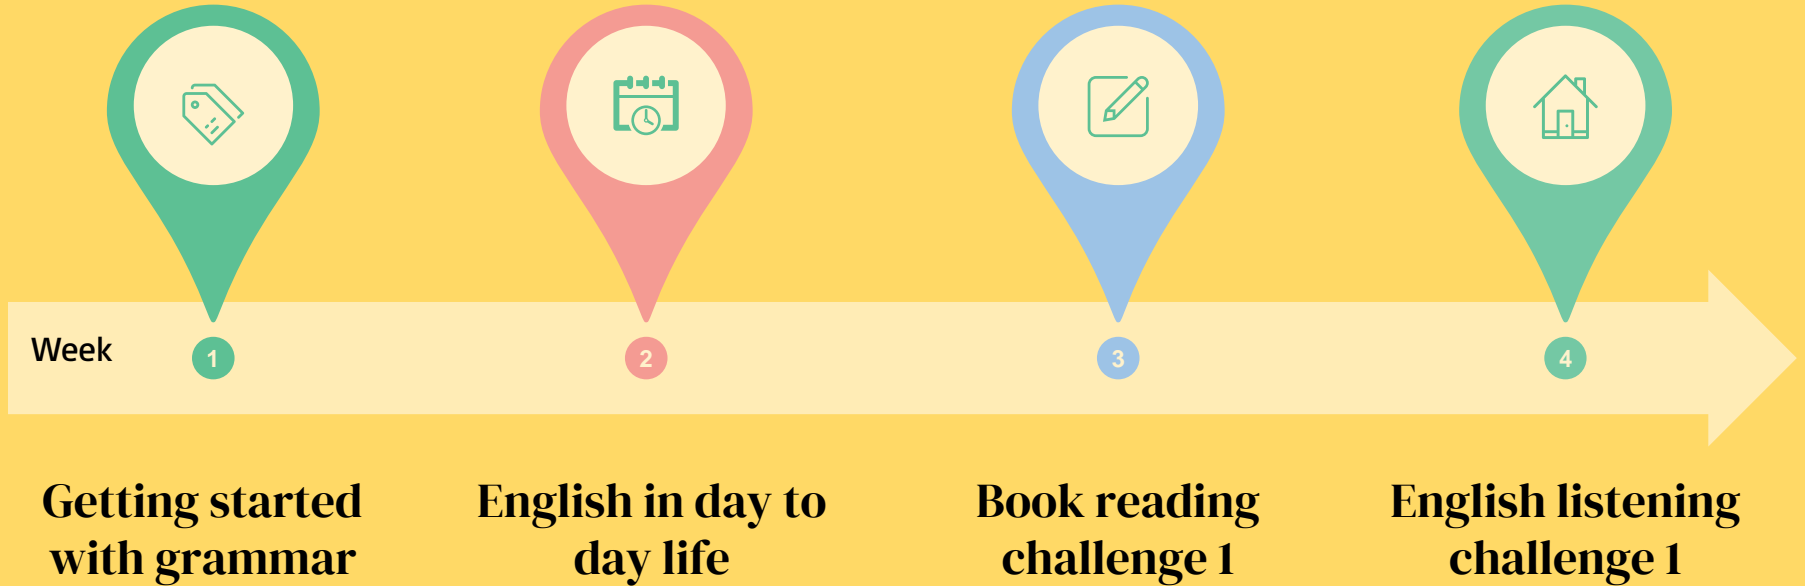 Week
1
2
3
4
Getting started
with grammar
English in day to
day life
Book reading
challenge 1
English listening
challenge 1